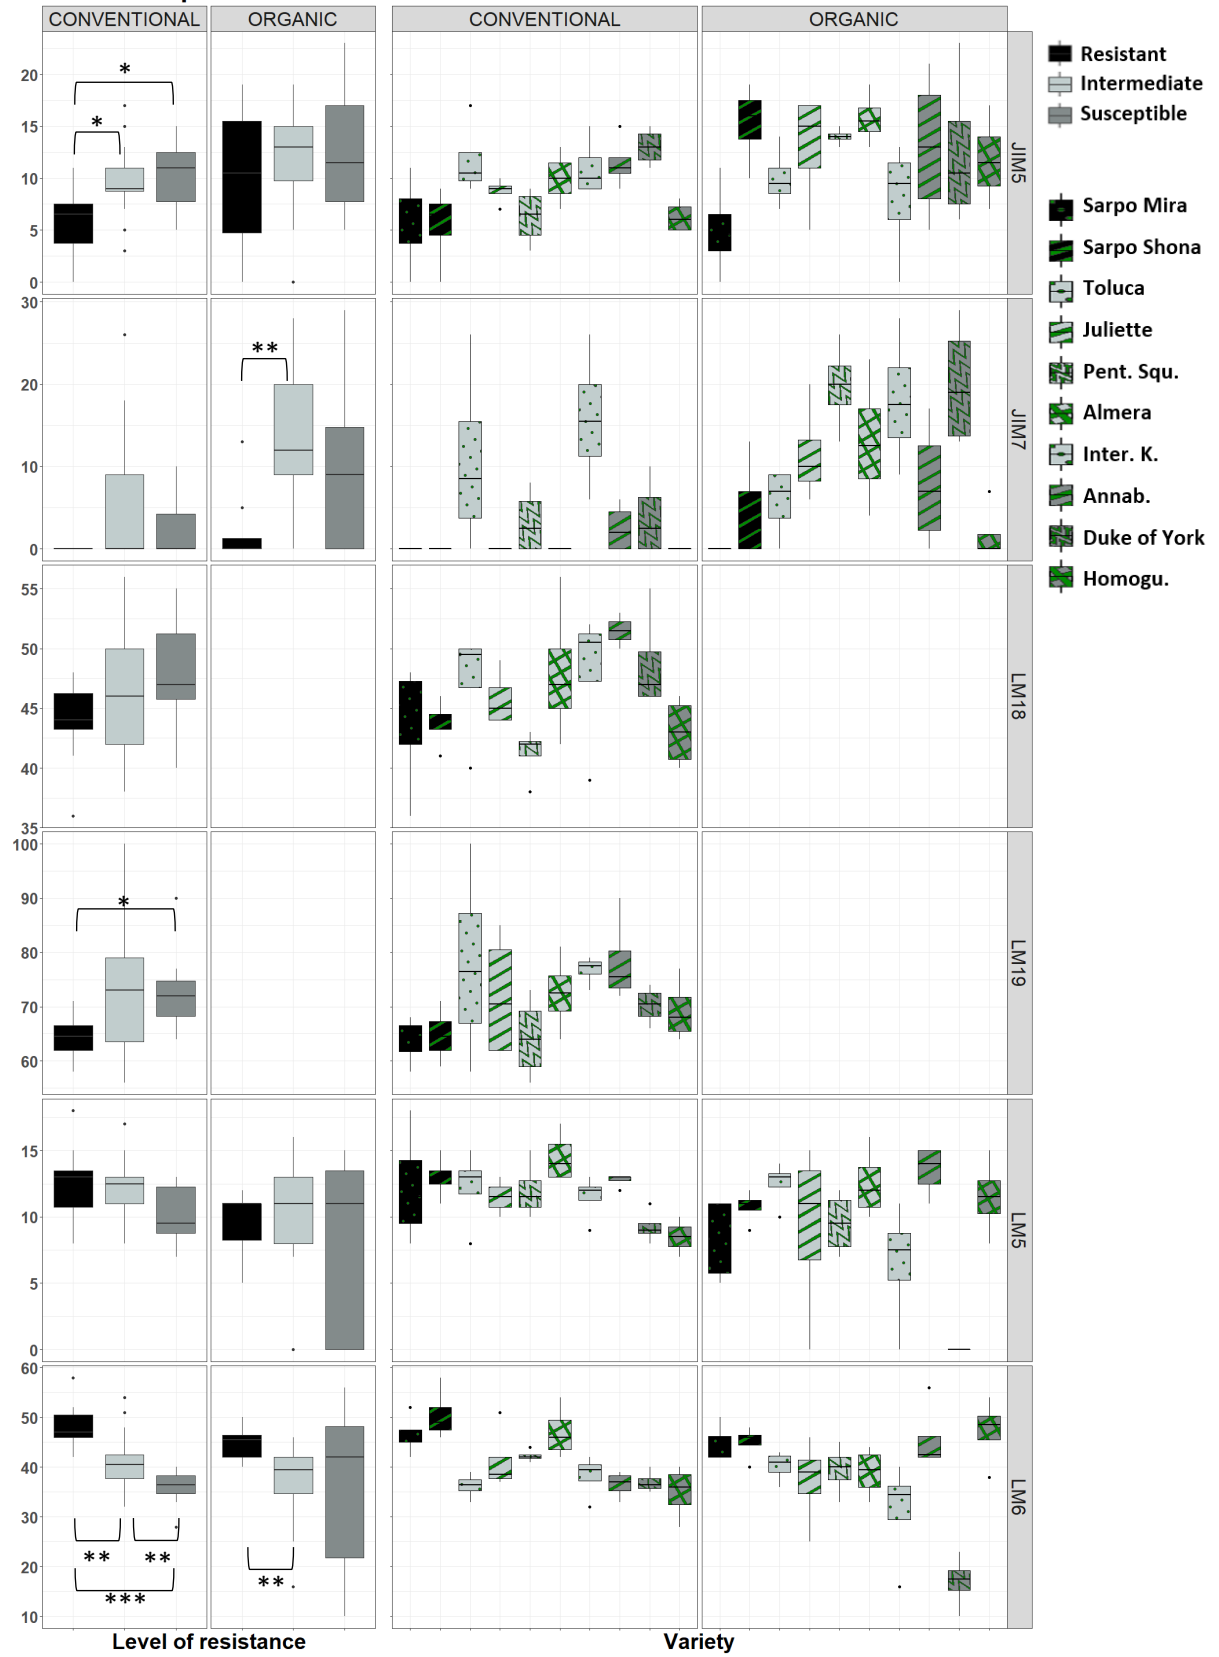 CONVENTIONAL ORGANIC CONVENTIONAL ORGANIC
Resistant
Intermediate
Susceptible
Sarpo Mira
Sarpo Shona
Toluca
Juliette
Pent. Squ.
Almera
Inter. K.
Annab.
Duke of York
Homogu.
20
15
10
5
0
*
*
JIM5
30
20
10
0
**
JIM7
55
50
45
40
35
LM18
100
90
80
70
60
*
LM19
15
10
5
0
LM5
60
50
40
30
20
10
** **
***
**
LM6
Level of resistance Variety